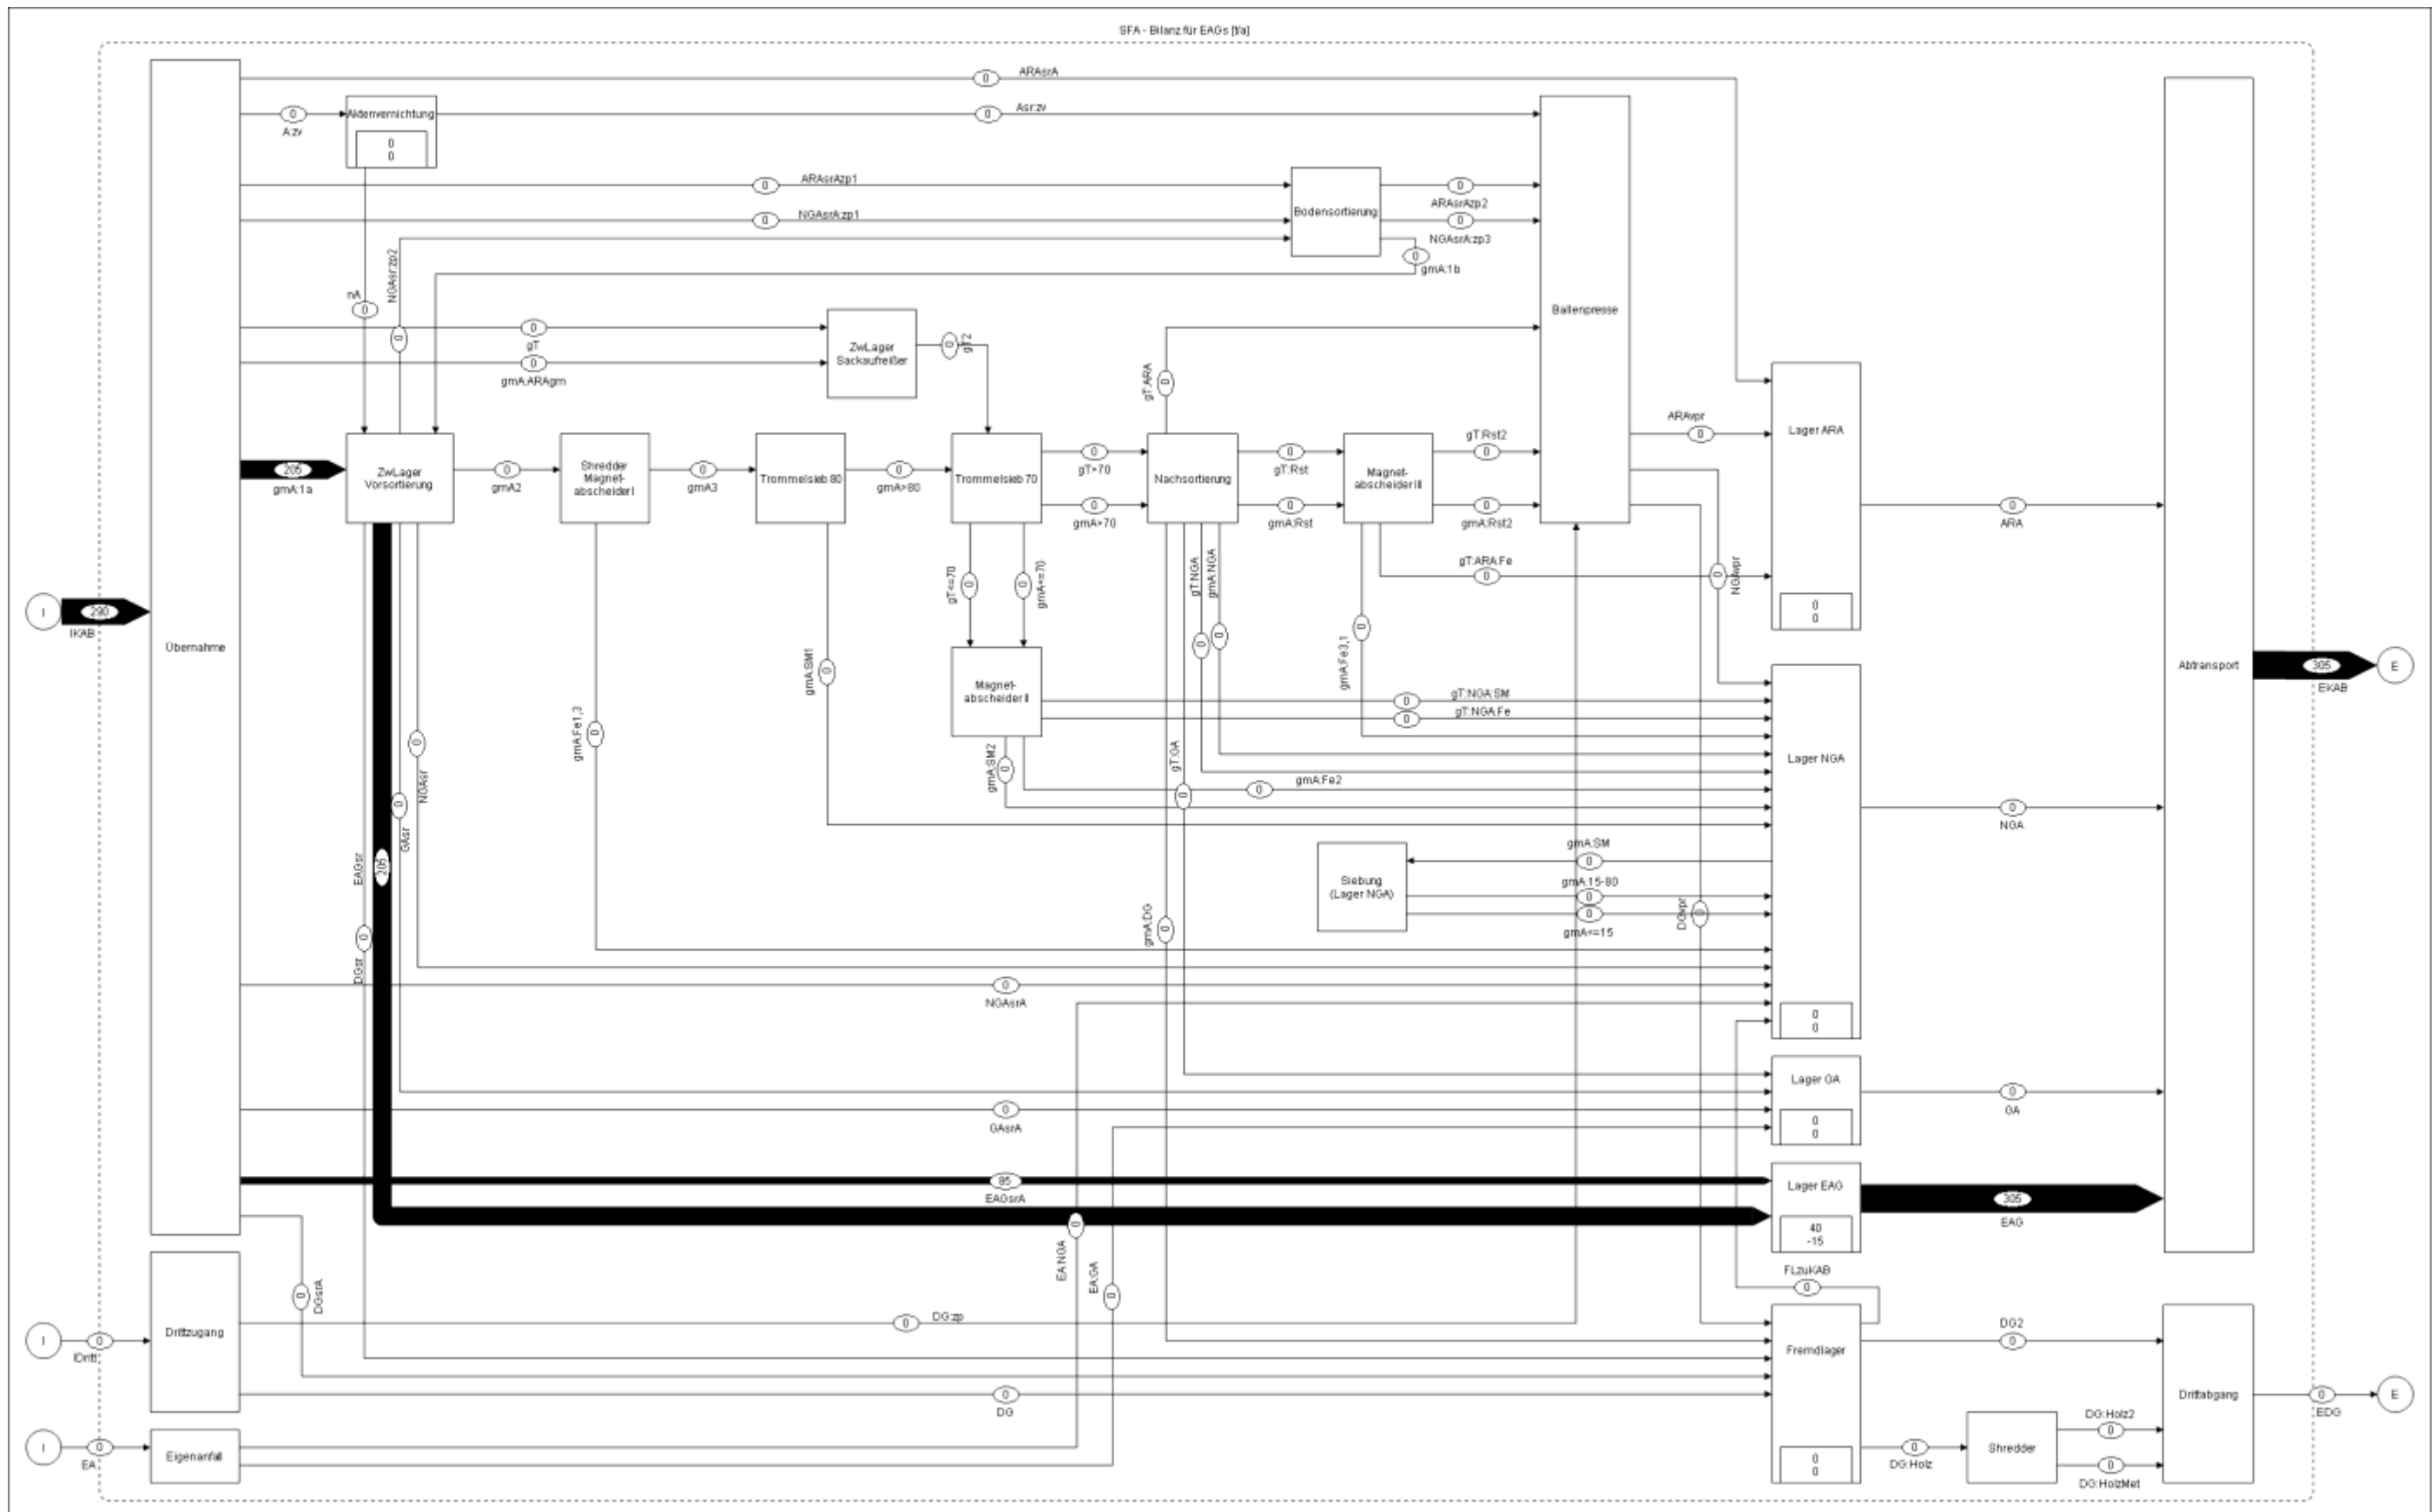 SFA - Bilanz für EAGs [t/a]
0
ARAsrA
0
A:zv
Aktenvernichtung
0
0
0
Asr:zv
0
ARAsrAzp1
0
NGAsrA:zp1
Bodensortierung
0
ARAsrAzp2
0
NGAsrA:zp3
0
gmA:1b
NGAsr:zp2
0
nA
0
0
gT
0
gmA:ARAgm
ZwLager
Sackaufreißer
0
gT2
gT:ARA
0
Ballenpresse
ARAvpr
0
Lager ARA
0
0
205
gmA:1a
ZwLager
Vorsortierung
0
gmA2
Shredder
Magnet-
abscheider I
0
gmA3
Trommelsieb 80
0
gmA>80
Trommelsieb 70
0
gT>70
0
gmA>70
Nachsortierung
0
gT:Rst
0
gmA:Rst
Magnet-
abscheider III
gT:Rst2
0
0
gmA:Rst2
0
ARA
gT:ARA:Fe
0
0
NGAvpr
gT<=70
0
0
gmA<=70
gT:NGA
0
gmA:NGA
0
gmA:Fe3,1
0
I
290
IKAB
Übernahme
Abtransport
305
EKAB
E
gmA:SM1
0
Magnet-
abscheider II
gT:NGA:SM
0
gT:NGA:Fe
0
gmA:Fe1,3
0
0
NGAsr
gmA:SM2
0
gT:GA
0
0
gmA:Fe2
Lager NGA
0
0
0
NGA
0
GAsr
EAGsr
205
Siebung
(Lager NGA)
gmA:SM
0
gmA:15-80
0
0
gmA<=15
DGvpr
0
gmA:DG
0
0
DGsr
0
NGAsrA
Lager GA
0
0
0
GA
0
GAsrA
85
EAGsrA
Lager EAG
40
-15
305
EAG
0
EA:NGA
EA:GA
0
0
DGsrA
FLzuKAB
0
I
0
IDritt
Drittzugang
0
DG:zp
0
DG
Fremdlager
0
0
DG2
0
Drittabgang
0
EDG
E
I
0
EA
Eigenanfall
0
DG:Holz
Shredder
DG:Holz2
0
0
DG:HolzMet